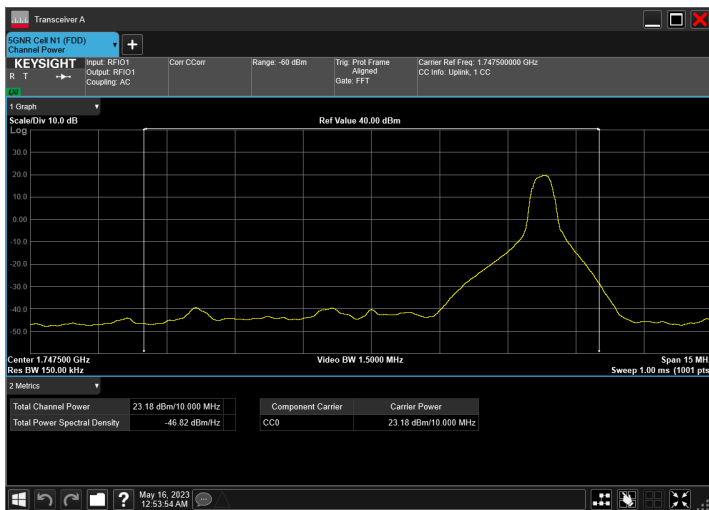 Transceiver A
5GNR Cell N1 (FDD)
Channel Power
KEYSIGHT
R T
LXI
Input: RFIO1
Output: RFIO1
Coupling: AC
Corr CCorr
Range: -60 dBm
Trig: Prot Frame
Aligned
Gate: FFT
Carrier Ref Freq: 1.747500000 GHz
CC Info: Uplink, 1 CC
1 Graph
Scale/Div 10.0 dB
Ref Value 40.00 dBm
Log
30.0
20.0
10.0
0.00
-10.0
-20.0
-30.0
-40.0
-50.0
Center 1.747500 GHz
Video BW 1.5000 MHz
Span 15 MH
Res BW 150.00 kHz
Sweep 1.00 ms (1001 pts
2 Metrics
Total Channel Power 23.18 dBm/10.000 MHz
Total Power Spectral Density -46.82 dBm/Hz
Component Carrier Carrier Power
CC0 23.18 dBm/10.000 MHz
?
May 16, 2023
12:53:54 AM